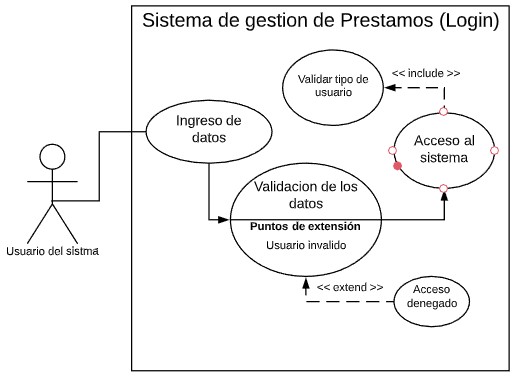 Sistema de gestion de Prestamos (Login)
Validar tipo de
usuario
<< include >>
Ingreso de
datos
Acceso al
sistema
Validacion de los
datos
Puntos de extensión
Usuario invalido
Usuario del sistma
<< extend >>
Acceso
denegado